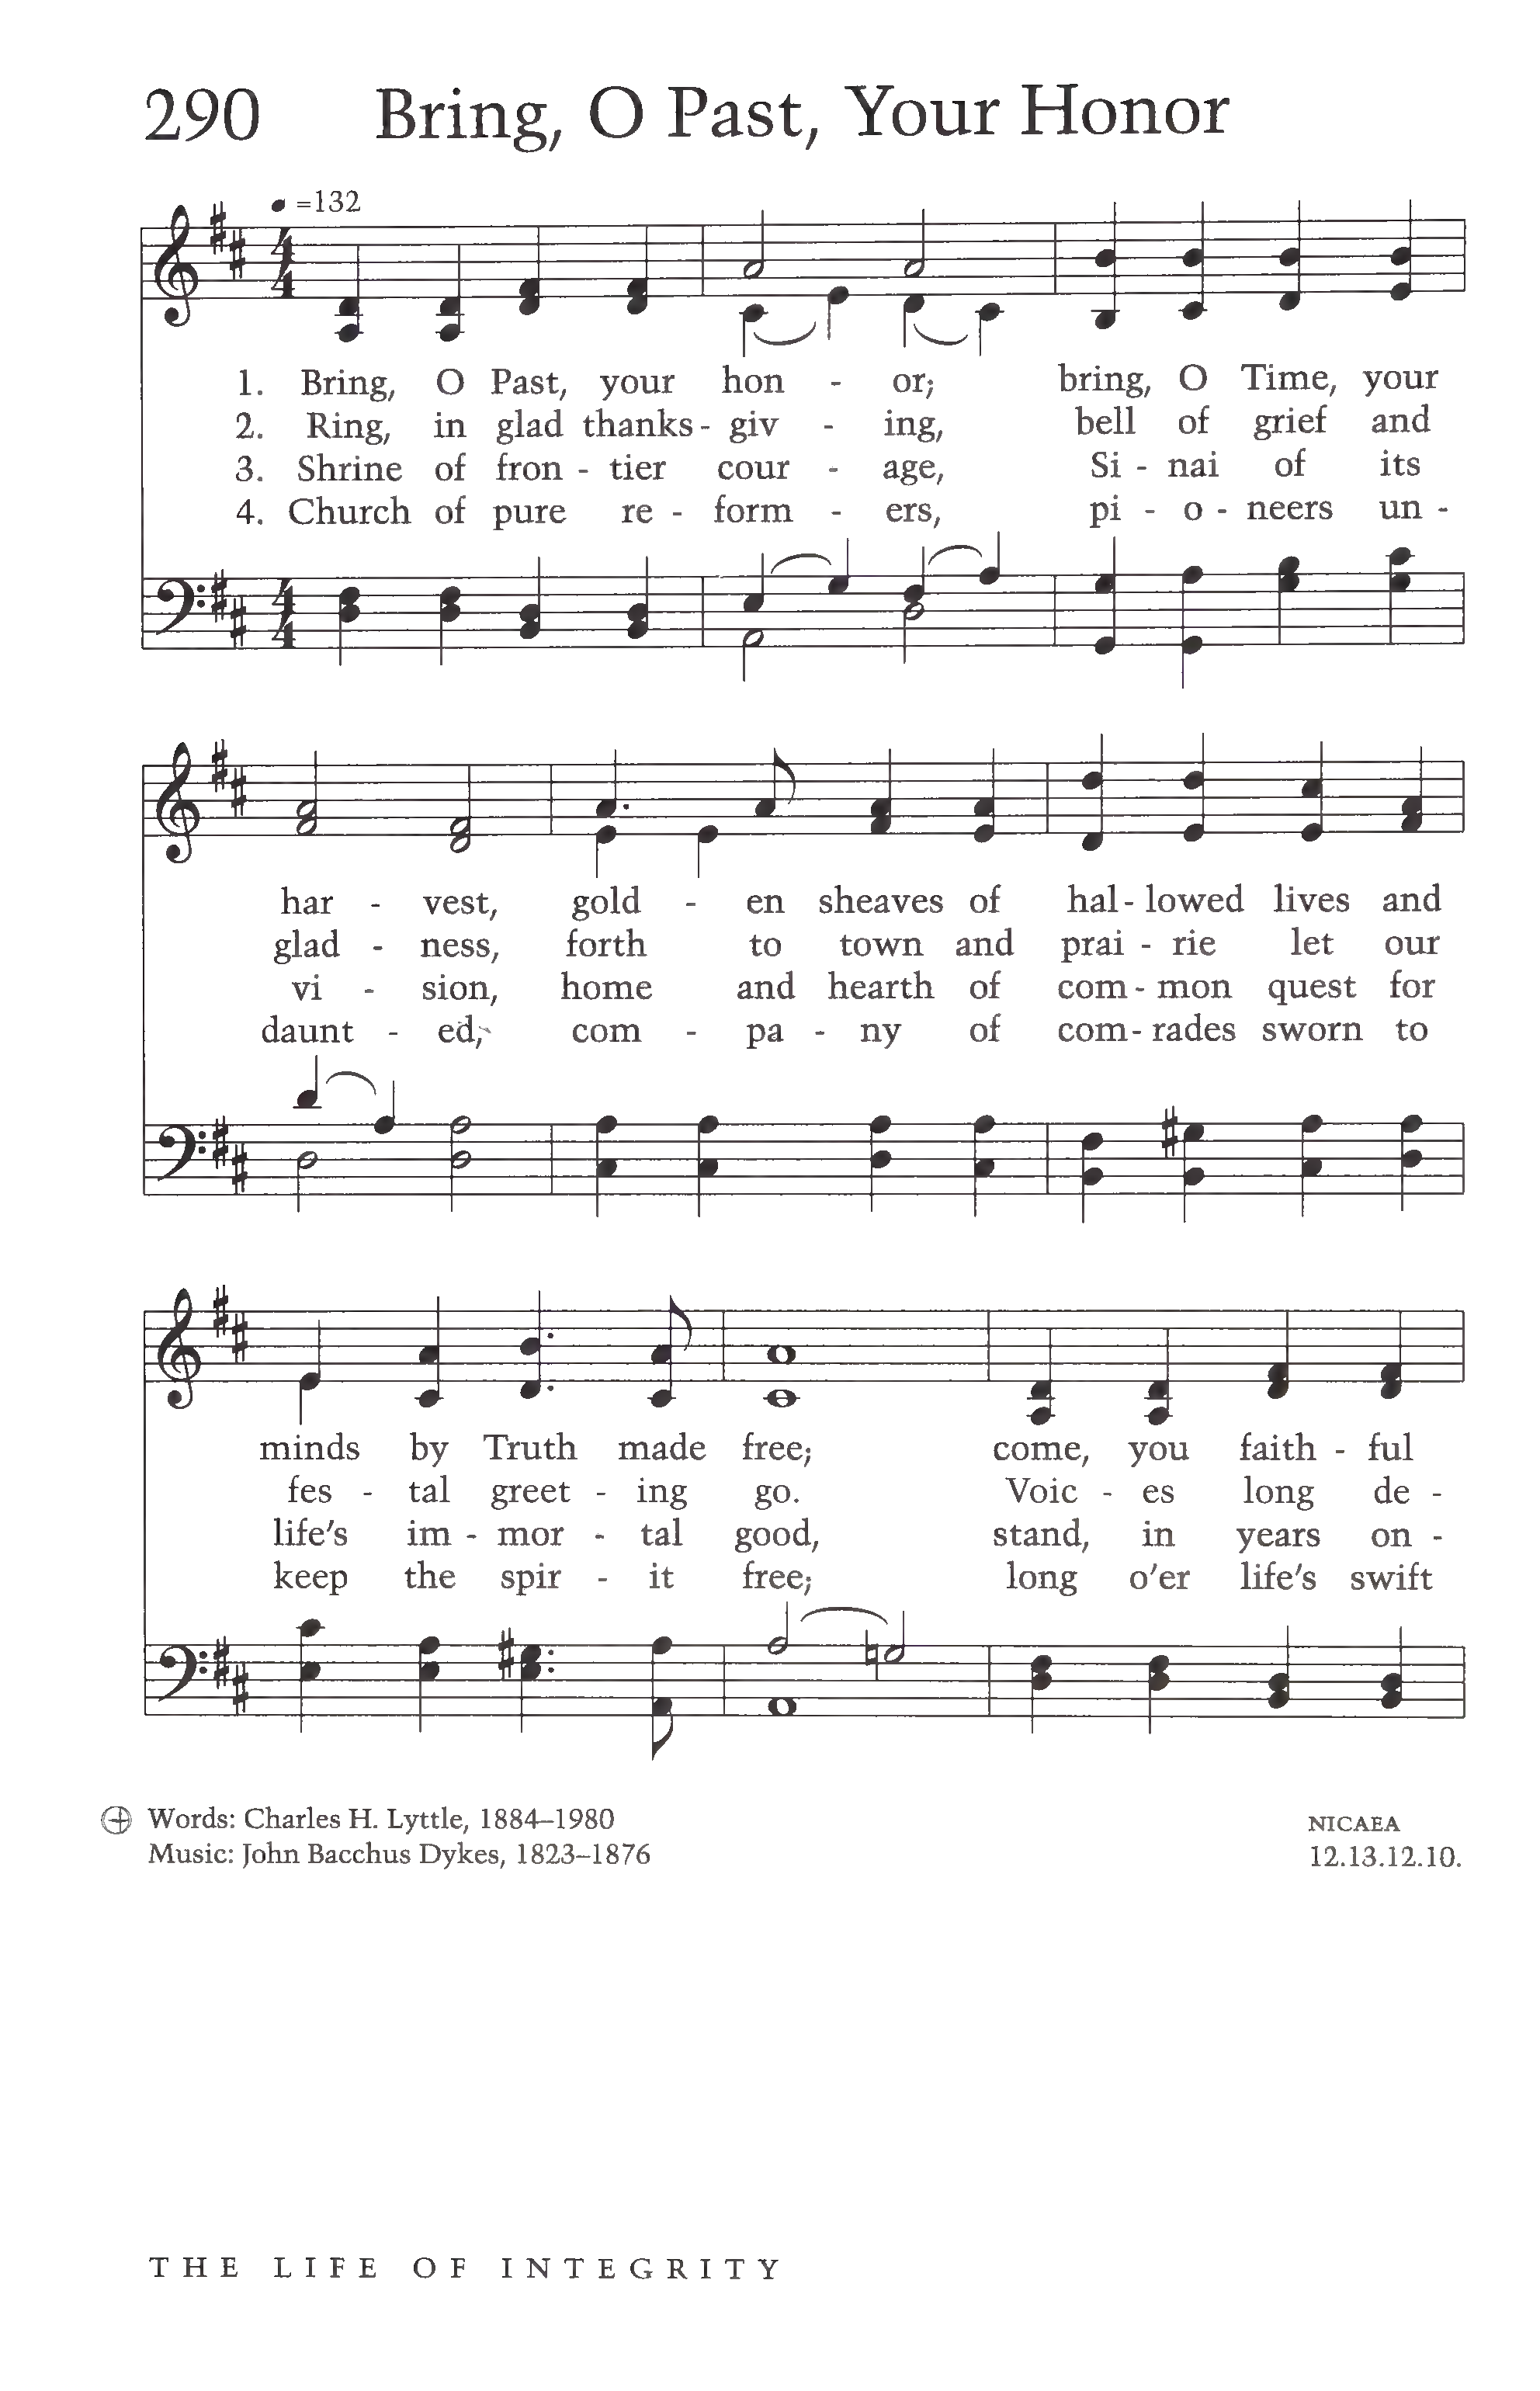 290 Bring, O Past, Your Honor
=132
4
4
1. Bring, O Past, your hon - or; bring, O Time, your
2. Ring, in glad thanks - giv - ing, bell of grief and
3. Shrine of fron - tier cour - age, Si - nai of its
4. Church of pure re - form - ers, pi - o - neers un -
4
4
har - vest, gold - en sheaves of hal - lowed lives and
glad - ness, forth to town and prai - rie let our
vi - sion, home and hearth of com - mon quest for
daunt - ed, com - pa - ny of com - rades sworn to
minds by Truth made free; come, you faith - ful
fes - tal greet - ing go. Voic - es long de -
life's im - mor - tal good, stand, in years on -
keep the spir - it free; long o'er life's swift
Words: Charles H. Lyttle, 1884–1980 NICAEA
Music: John Bacchus Dykes, 1823–1876 12.13.12.10.
THE LIFE OF INTEGRITY